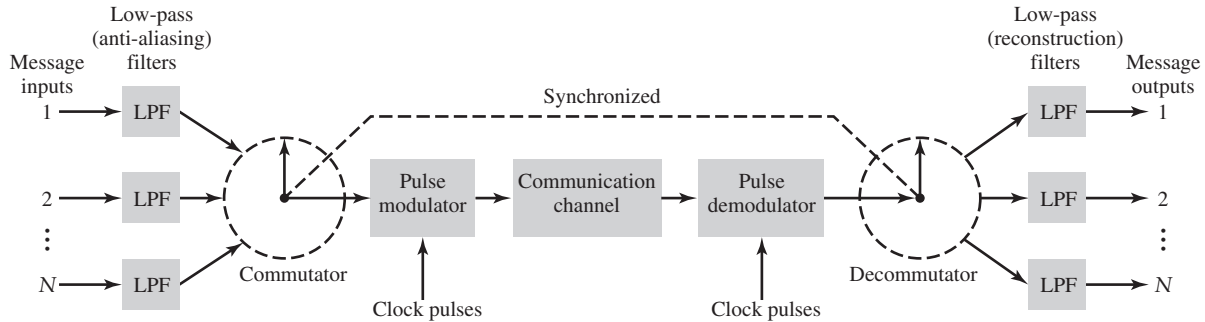 Low-pass
(anti-aliasing)
filters
Message
inputs
1
LPF
2
LPF
⋮
N
LPF
Commutator
Synchronized
Pulse
modulator
Clock pulses
Communication
channel
Pulse
demodulator
Clock pulses
Decommutator
Low-pass
(reconstruction)
filters
Message
outputs
LPF
1
LPF
2
⋮
LPF
N